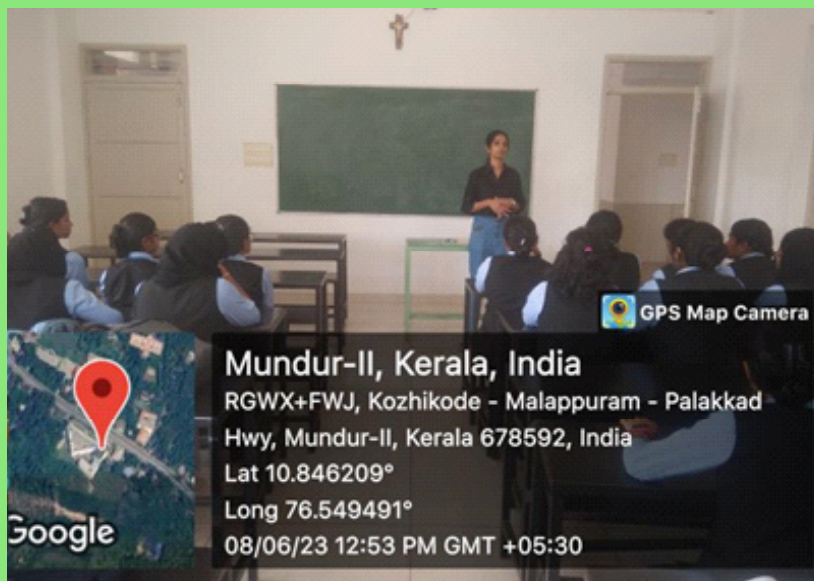 GPS Map Camera
Mundur-II, Kerala, India
RGWX+FWJ, Kozhikode - Malappuram - Palakkad
Hwy, Mundur-II, Kerala 678592, India
Lat 10.846209°
Long 76.549491°
08/06/23 12:53 PM GMT +05:30
Google